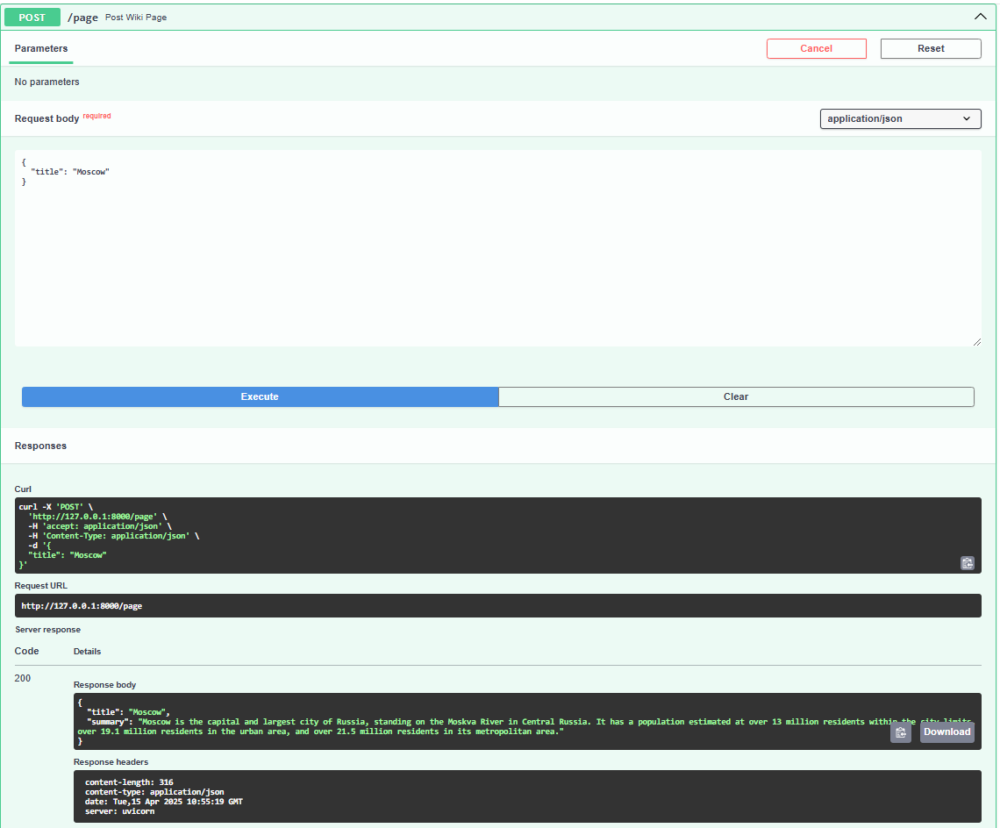 POST /page Post Wiki Page
Parameters
Cancel
Reset
No parameters
Request body required
application/json
{
  "title": "Moscow"
}
Execute
Clear
Responses
Curl
curl -X 'POST' \
  'http://127.0.0.1:8000/page' \
  -H 'accept: application/json' \
  -H 'Content-Type: application/json' \
  -d '{
  "title": "Moscow"
}'
Request URL
http://127.0.0.1:8000/page
Server response
Code Details
200
Response body
{
  "title": "Moscow",
  "summary": "Moscow is the capital and largest city of Russia, standing on the Moskva River in Central Russia. It has a population estimated at over 13 million residents within the city limits,
over 19.1 million residents in the urban area, and over 21.5 million residents in its metropolitan area."
}
Download
Response headers
content-length: 316
content-type: application/json
date: Tue,15 Apr 2025 10:55:19 GMT
server: uvicorn